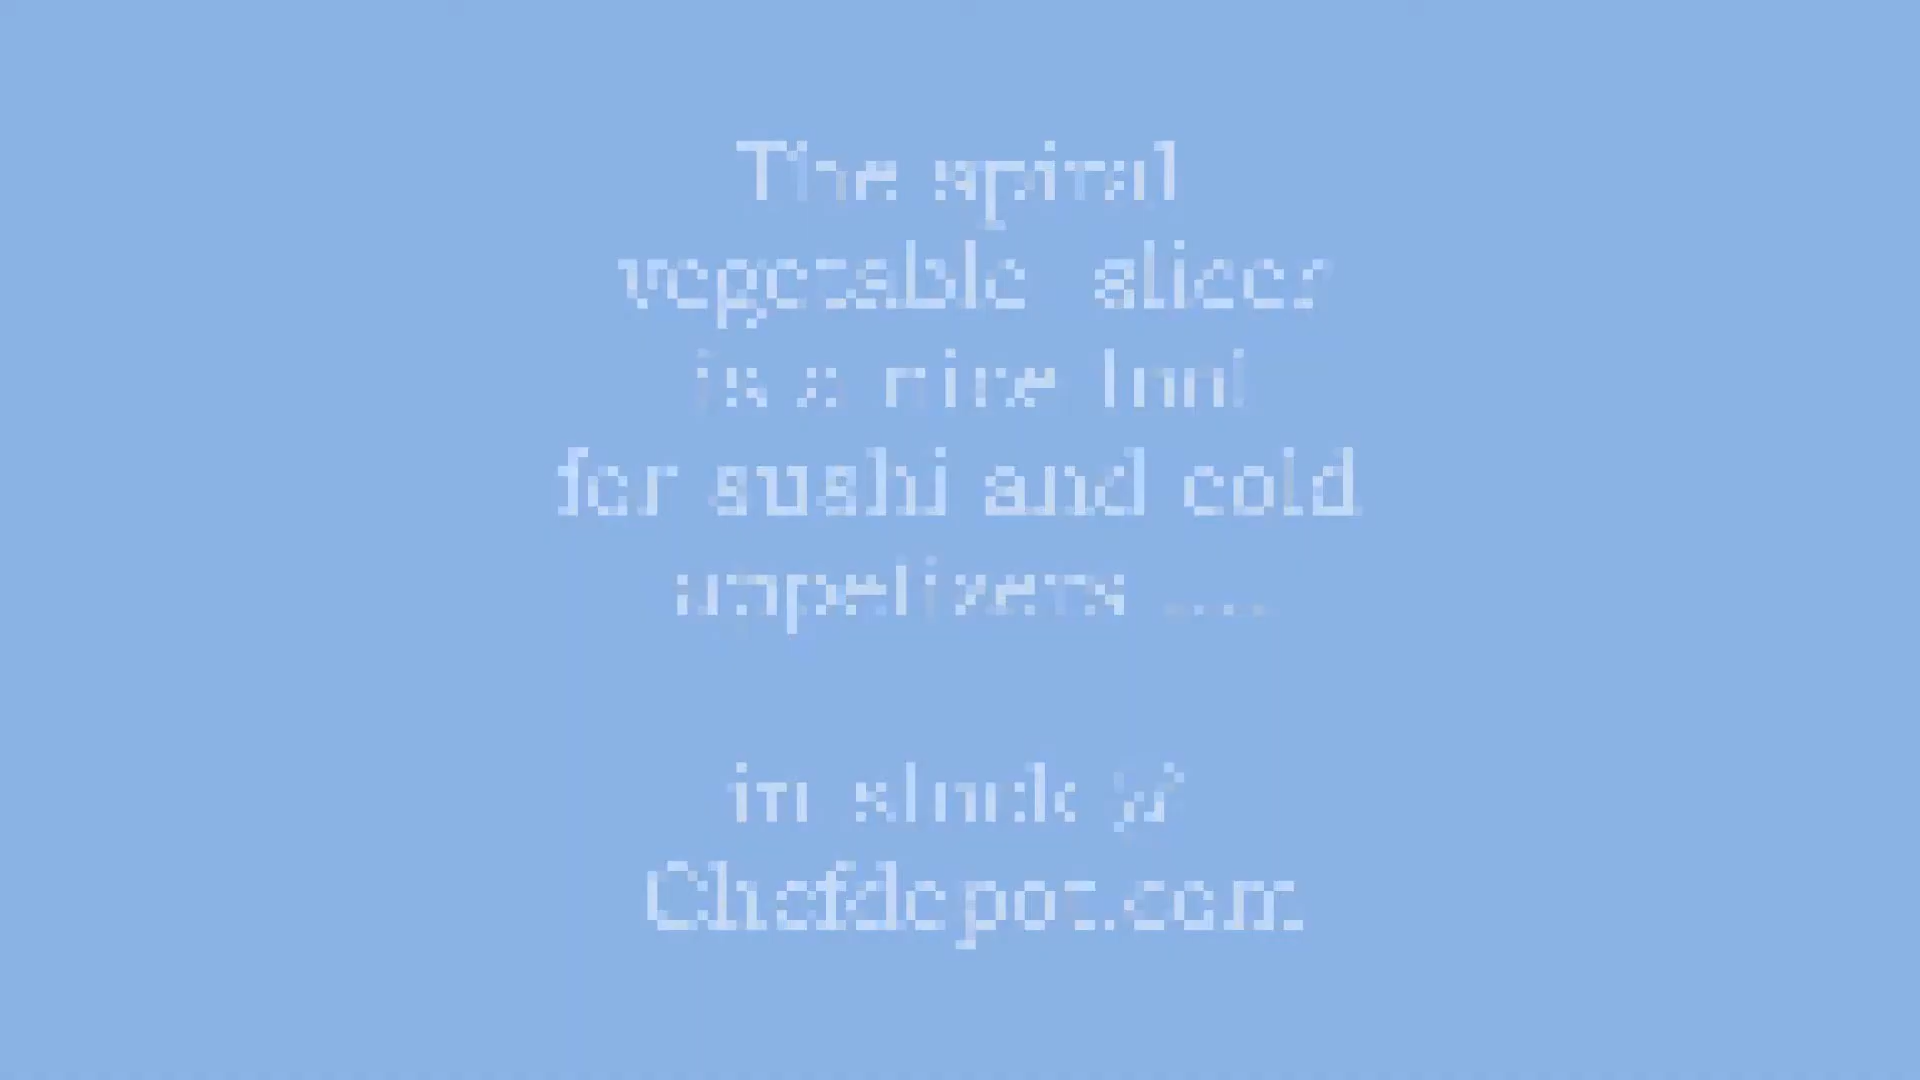 The spiral
vegetable slicer
is a nice tool
for sushi and cold
appetizers ....
in stock @
Chefdepot.com